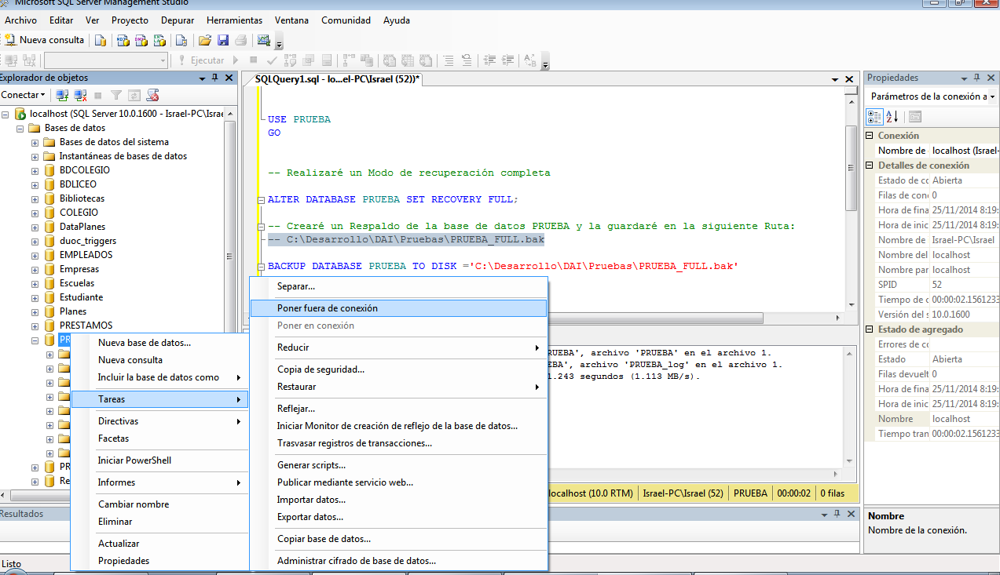 Microsoft SQL Server Management Studio
Archivo Editar Ver Proyecto Depurar Herramientas Ventana Comunidad Ayuda
Nueva consulta
Ejecutar
Explorador de objetos
Conectar
localhost (SQL Server 10.0.1600 - Israel-PC\Israe
Bases de datos
Bases de datos del sistema
Instantáneas de bases de datos
BDCOLEGIO
BDLICEO
Bibliotecas
COLEGIO
DataPlanes
duoc_triggers
EMPLEADOS
Empresas
Escuelas
Estudiante
Planes
PRESTAMOS
PR
PR
Re
Resultados
Listo
Nueva base de datos...
Nueva consulta
Incluir la base de datos como
Tareas
Directivas
Facetas
Iniciar PowerShell
Informes
Cambiar nombre
Eliminar
Actualizar
Propiedades
SQLQuery1.sql - lo...el-PC\Israel (52))*
USE PRUEBA
GO
-- Realizaré un Modo de recuperación completa
ALTER DATABASE PRUEBA SET RECOVERY FULL;
-- Crearé un Respaldo de la base de datos PRUEBA y la guardaré en la siguiente Ruta:
-- C:\Desarrollo\DAI\Pruebas\PRUEBA_FULL.bak
BACKUP DATABASE PRUEBA TO DISK ='C:\Desarrollo\DAI\Pruebas\PRUEBA_FULL.bak'
Separar...
Poner fuera de conexión
Poner en conexión
Reducir
Copia de seguridad...
Restaurar
Reflejar...
Iniciar Monitor de creación de reflejo de la base de datos...
Trasvasar registros de transacciones...
Generar scripts...
Publicar mediante servicio web...
Importar datos...
Exportar datos...
Copiar base de datos...
Administrar cifrado de base de datos...
RUEBA', archivo 'PRUEBA' en el archivo 1.
EBA', archivo 'PRUEBA_log' en el archivo 1.
1.243 segundos (1.113 MB/s).
localhost (10.0 RTM) Israel-PC\Israel (52) PRUEBA 00:00:02 0 filas
Propiedades
Parámetros de la conexión a
Conexión
Nombre de localhost (Israel-
Detalles de conexión
Estado de cc Abierta
Filas de con 0
Hora de fina 25/11/2014 8:19:
Hora de inic 25/11/2014 8:19:
Nombre de Israel-PC\Israel
Nombre del localhost
Nombre par localhost
SPID 52
Tiempo de c 00:00:02.1561233
Versión del s 10.0.1600
Estado de agregado
Errores de cc
Estado Abierta
Filas devuelt 0
Hora de fina 25/11/2014 8:19:
Hora de inic 25/11/2014 8:19:
Nombre localhost
Tiempo tran 00:00:02.1561233
Nombre
Nombre de la conexión.